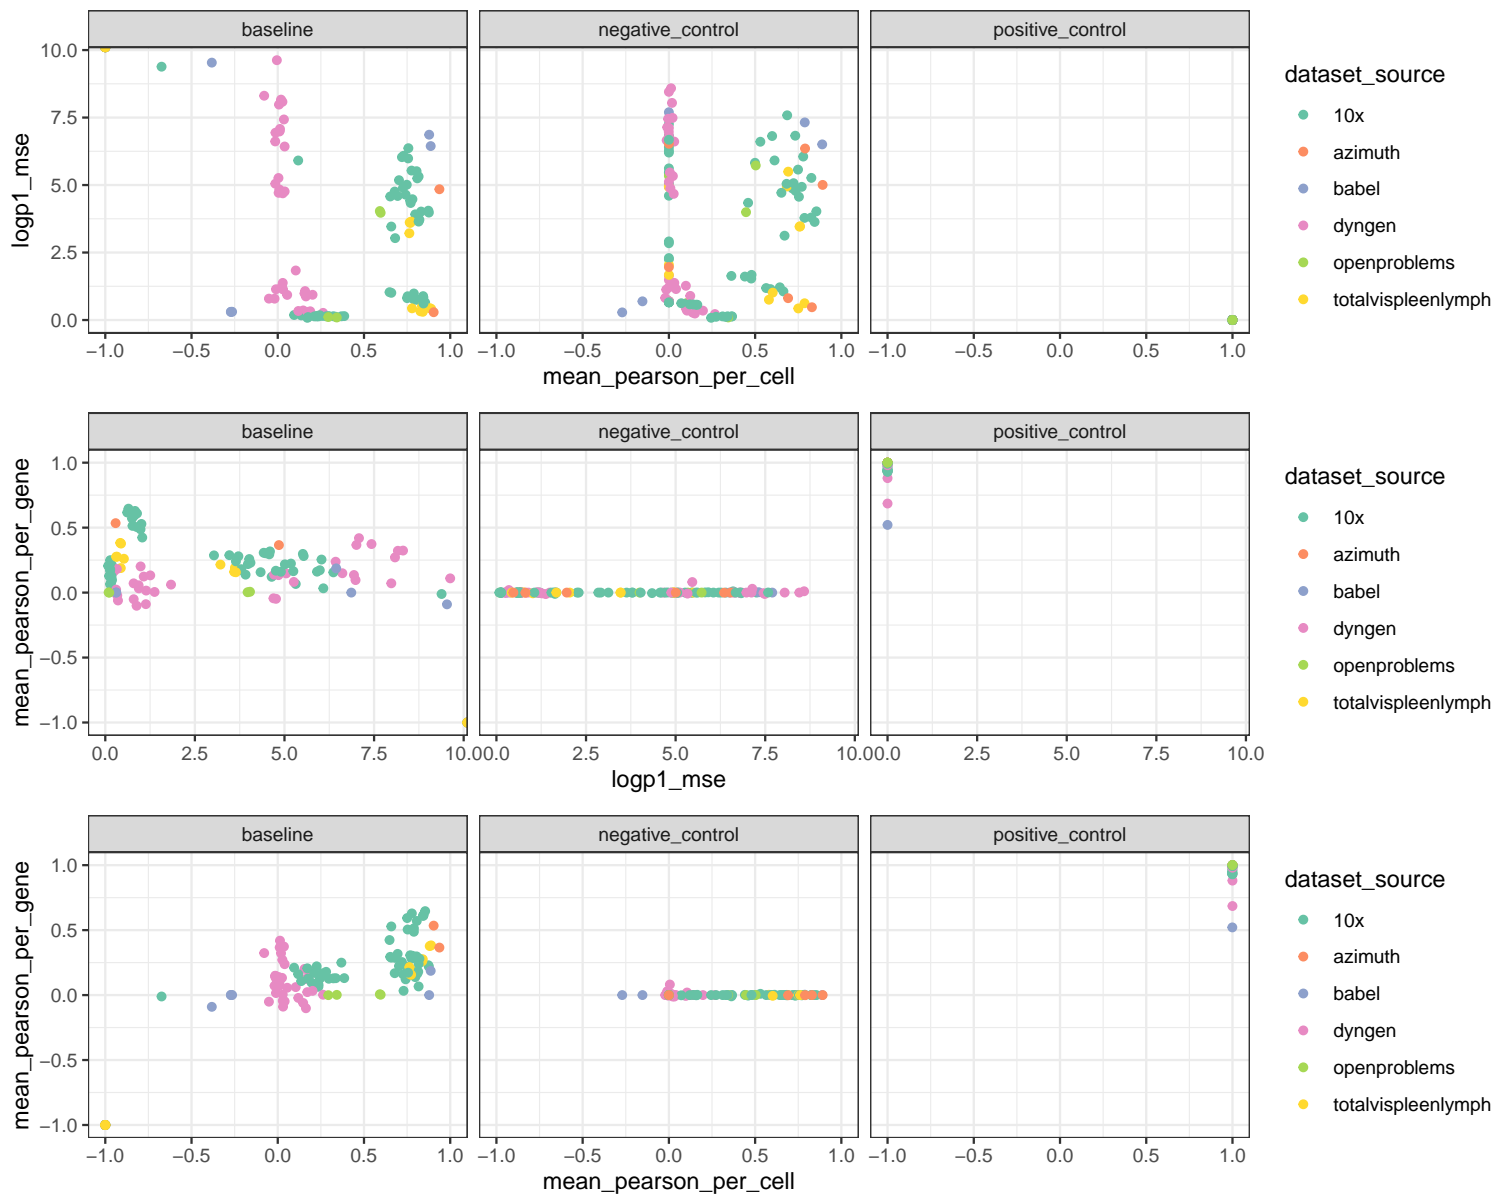 baseline negative_control positive_control
10.0
7.5
5.0
2.5
0.0
logp1_mse
−1.0 −0.5 0.0 0.5 1.0 −1.0 −0.5 0.0 0.5 1.0 −1.0 −0.5 0.0 0.5 1.0
mean_pearson_per_cell
dataset_source
10x
azimuth
babel
dyngen
openproblems
totalvispleenlymph
baseline negative_control positive_control
1.0
0.5
0.0
−0.5
−1.0
mean_pearson_per_gene
0.0 2.5 5.0 7.5 10.0 0.0 2.5 5.0 7.5 10.0 0.0 2.5 5.0 7.5 10.0
logp1_mse
dataset_source
10x
azimuth
babel
dyngen
openproblems
totalvispleenlymph
baseline negative_control positive_control
1.0
0.5
0.0
−0.5
−1.0
mean_pearson_per_gene
−1.0 −0.5 0.0 0.5 1.0 −1.0 −0.5 0.0 0.5 1.0 −1.0 −0.5 0.0 0.5 1.0
mean_pearson_per_cell
dataset_source
10x
azimuth
babel
dyngen
openproblems
totalvispleenlymph